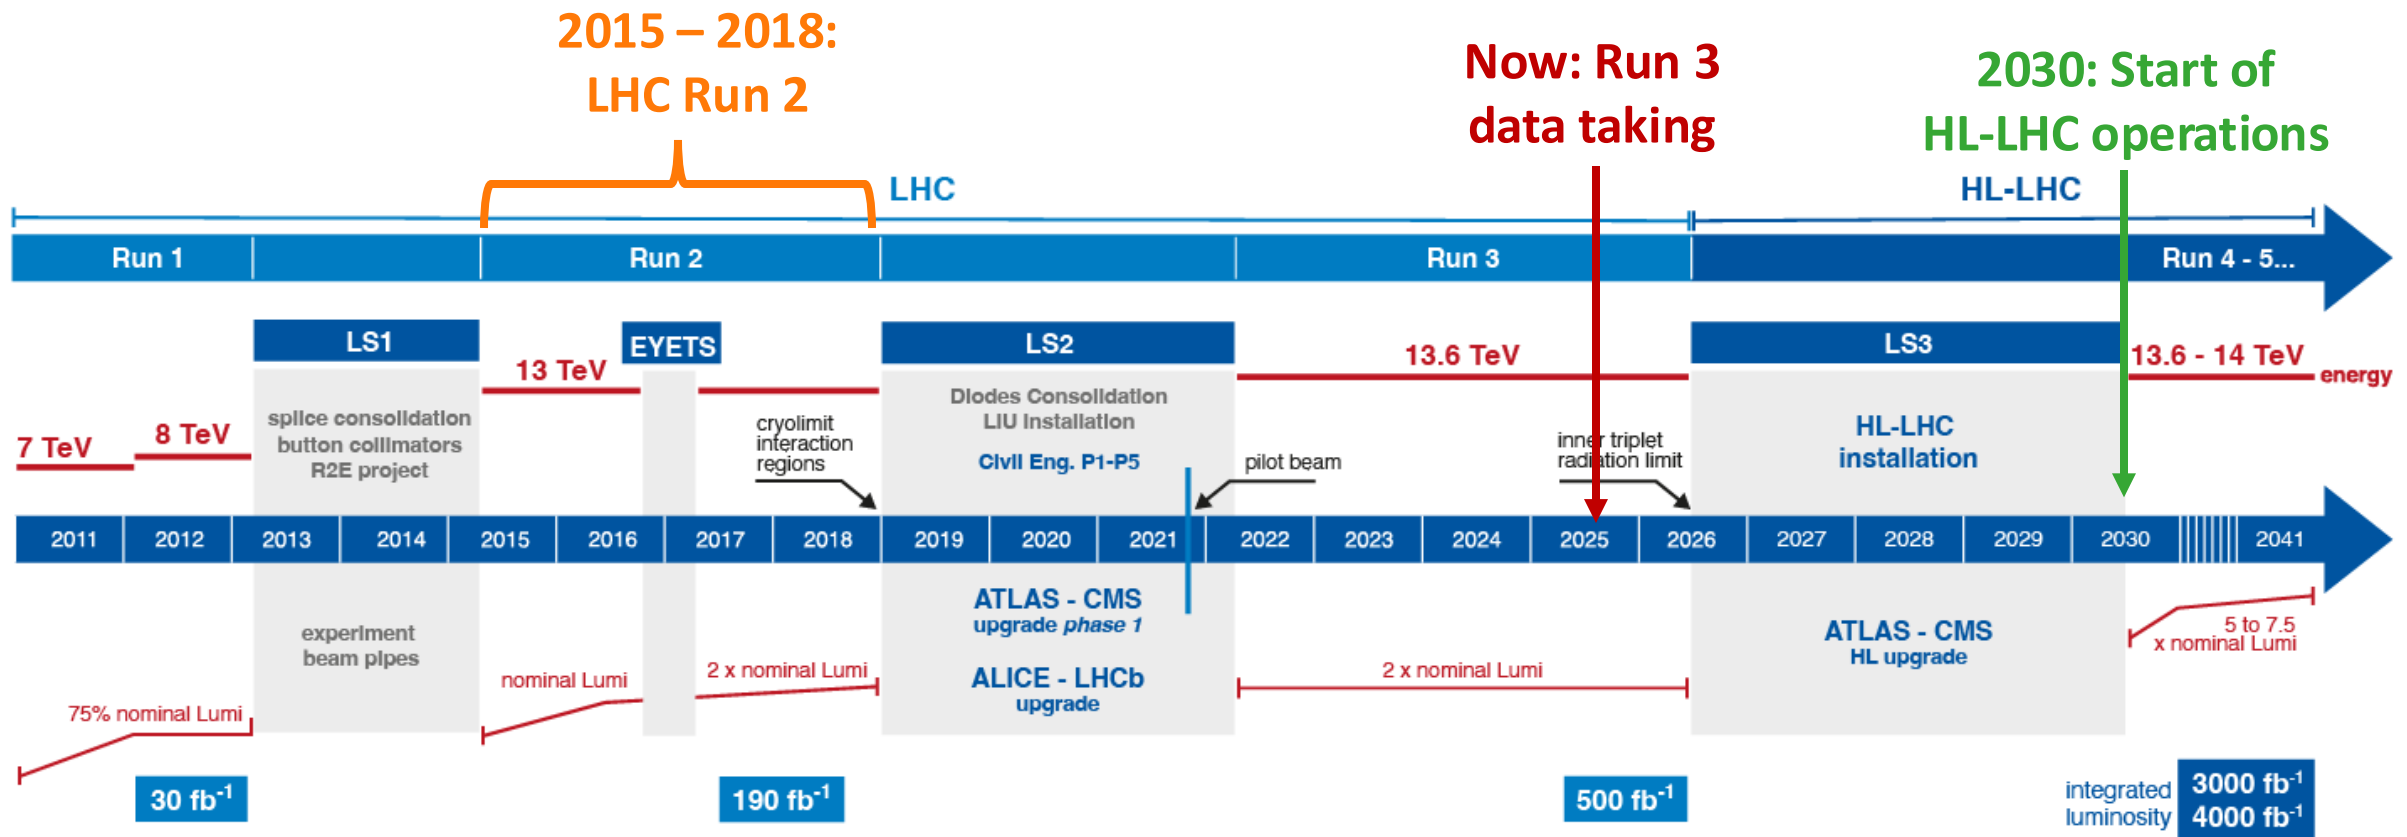 2015 – 2018:
LHC Run 2
Now: Run 3
data taking
2030: Start of
HL-LHC operations
LHC
HL-LHC
Run 1
Run 2
Run 3
Run 4 - 5...
LS1
EYETS
LS2
LS3
13 TeV
13.6 TeV
13.6 - 14 TeV
energy
7 TeV
8 TeV
splice consolidation
button collimators
R2E project
cryolimit
interaction
regions
Diodes Consolidation
LIU Installation
Civil Eng. P1-P5
pilot beam
inner triplet
radiation limit
HL-LHC
installation
2011
2012
2013
2014
2015
2016
2017
2018
2019
2020
2021
2022
2023
2024
2025
2026
2027
2028
2029
2030
2041
experiment
beam pipes
ATLAS - CMS
upgrade phase 1
ALICE - LHCb
upgrade
ATLAS - CMS
HL upgrade
5 to 7.5
x nominal Lumi
75% nominal Lumi
nominal Lumi
2 x nominal Lumi
2 x nominal Lumi
30 fb⁻¹
190 fb⁻¹
500 fb⁻¹
integrated
luminosity
3000 fb⁻¹
4000 fb⁻¹